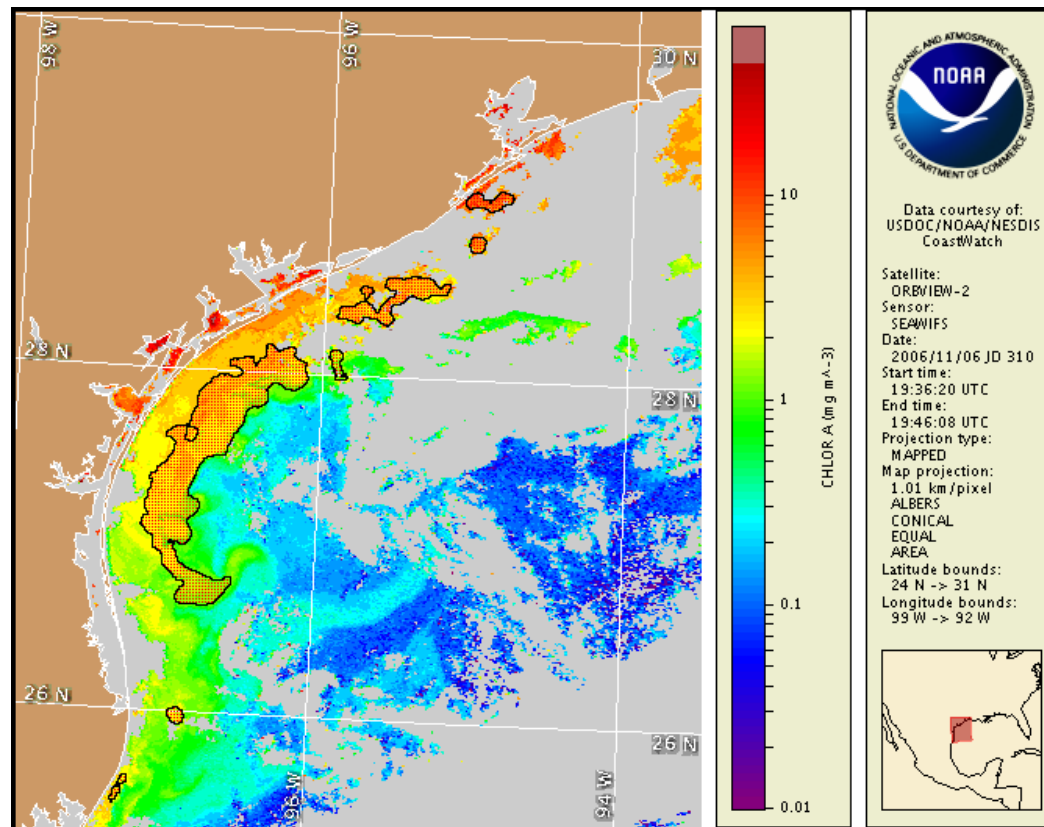 98 W
96 W
30 N
28 N
28 N
26 N
26 N
96 W
94 W
10
1
0.1
0.01
CHLOR A (mg m^-3)
NATIONAL OCEANIC AND ATMOSPHERIC ADMINISTRATION
NOAA
U.S. DEPARTMENT OF COMMERCE
Data courtesy of:
USDOC/NOAA/NESDIS
CoastWatch
Satellite:
ORBVIEW-2
Sensor:
SEAWIFS
Date:
2006/11/06 JD 310
Start time:
19:36:20 UTC
End time:
19:46:08 UTC
Projection type:
MAPPED
Map projection:
1.01 km/pixel
ALBERS
CONICAL
EQUAL
AREA
Latitude bounds:
24 N -> 31 N
Longitude bounds:
99 W -> 92 W